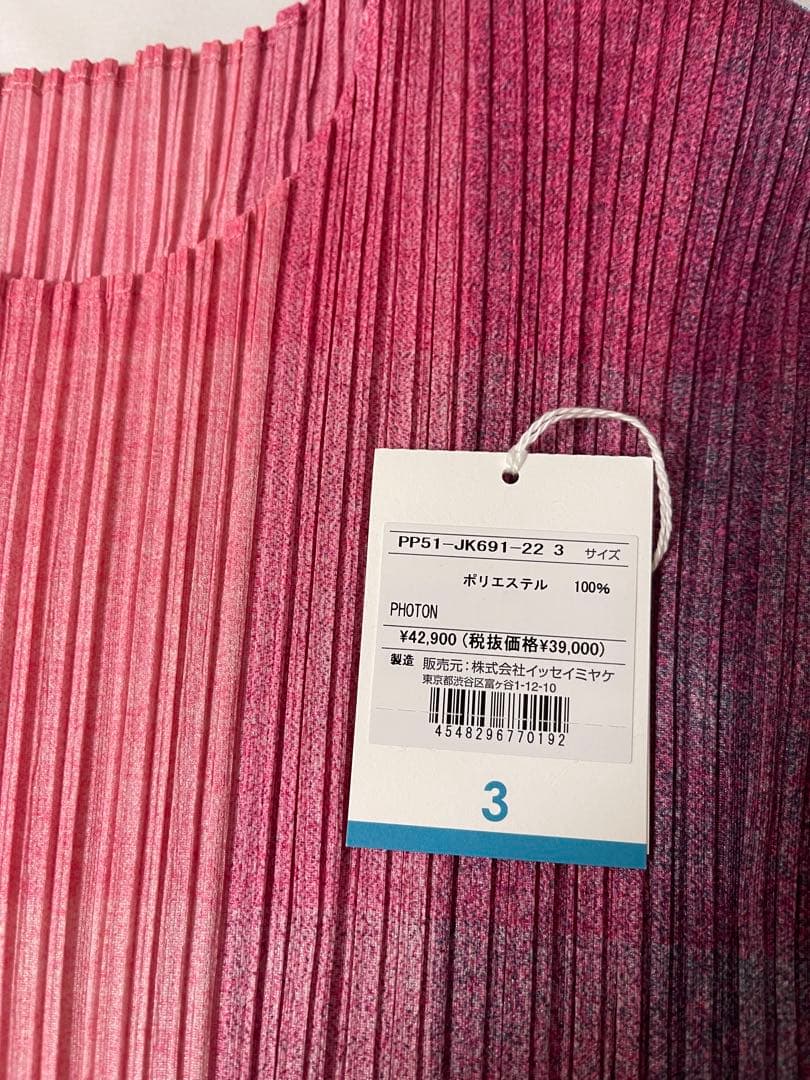 PP51-JK691-22 3 サイズ
ポリエステル 100%
PHOTON
¥42,900(税抜価格¥39,000)
製造 販売元:株式会社イッセイミヤケ
東京都渋谷区富ヶ谷1-12-10
4548296770192
3